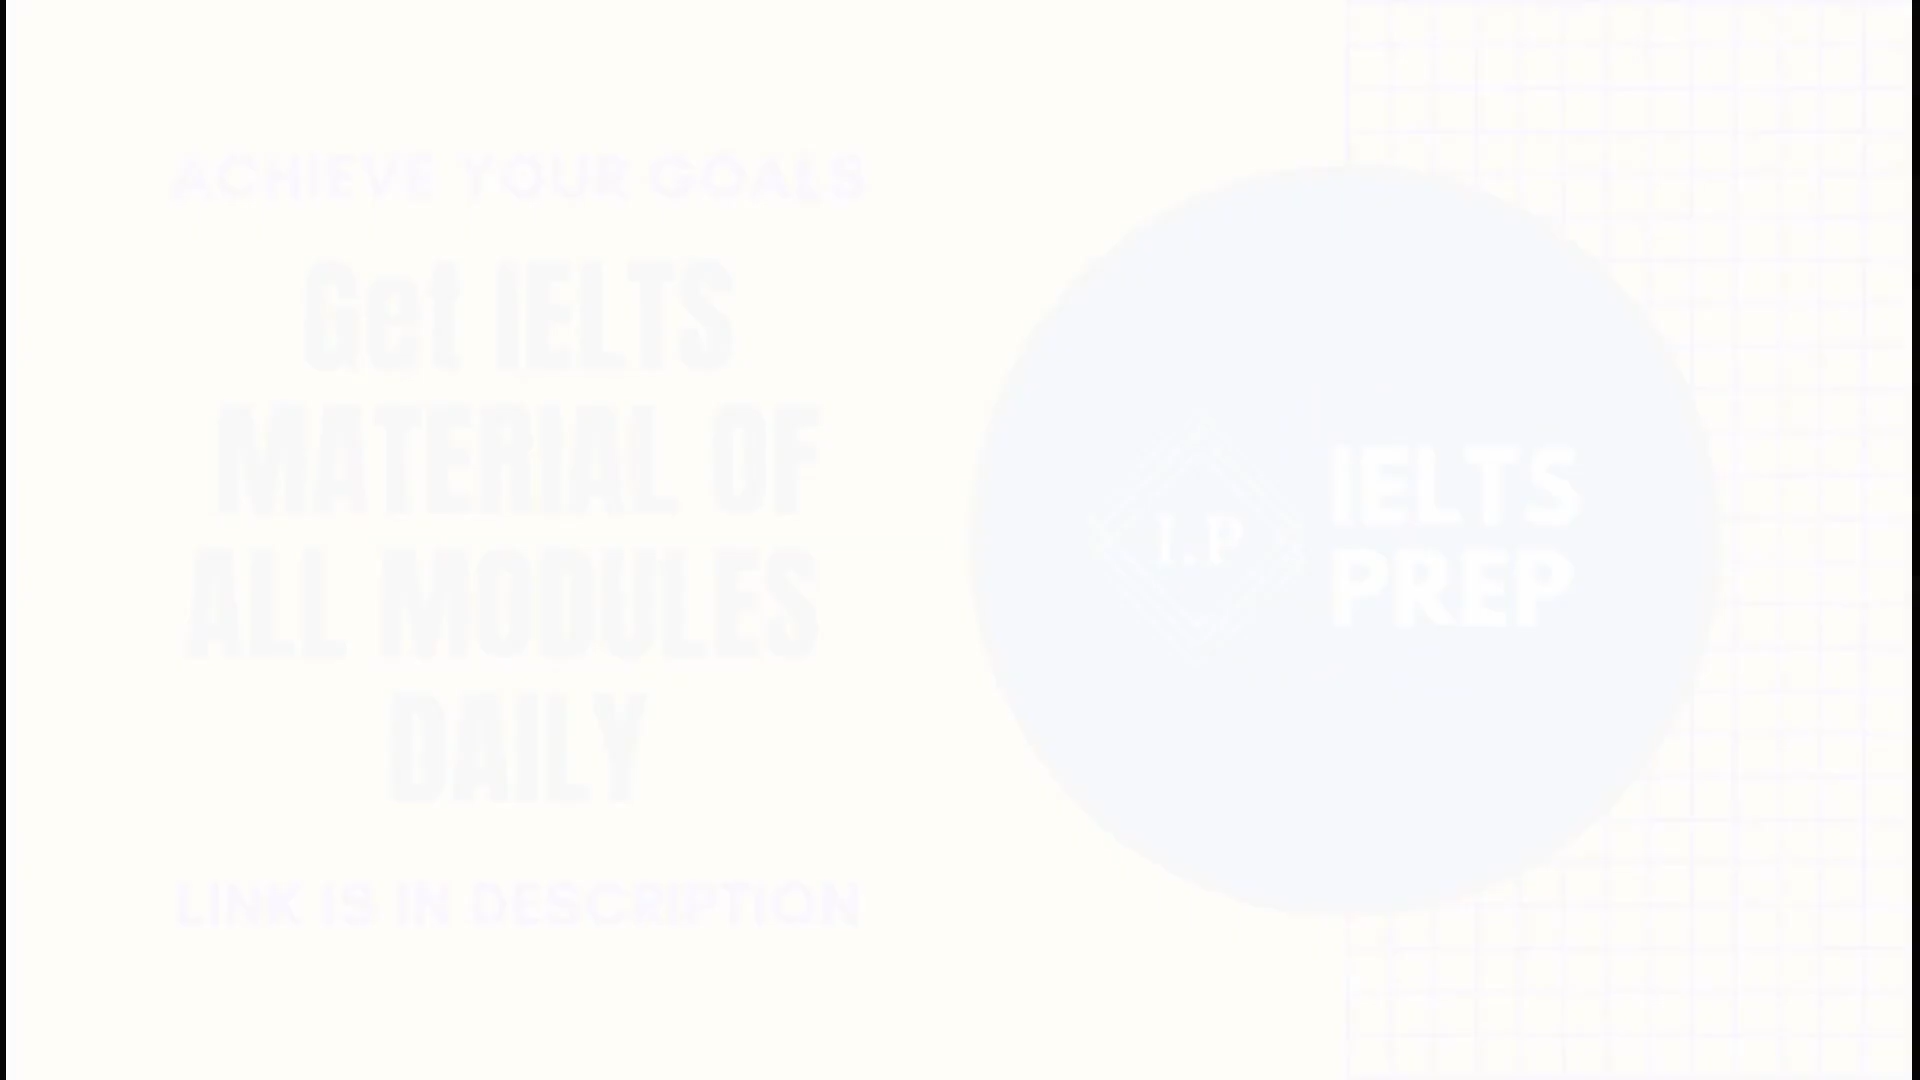 ACHIEVE YOUR GOALS
Get IELTS
MATERIAL OF
ALL MODULES
DAILY
LINK IS IN DESCRIPTION
I.P
IELTS
PREP